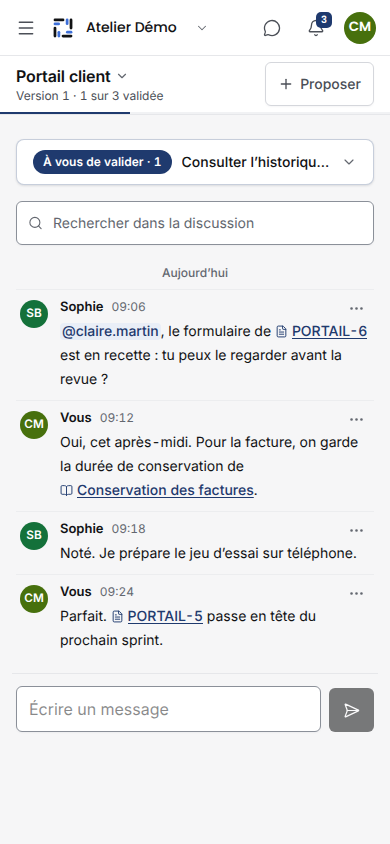 Atelier Démo
3
CM
Portail client
Version 1 · 1 sur 3 validée
Proposer
À vous de valider · 1 Consulter l’historiqu…
Rechercher dans la discussion
Aujourd’hui
SB
Sophie 09:06
@claire.martin, le formulaire de PORTAIL-6
est en recette : tu peux le regarder avant la
revue ?
CM
Vous 09:12
Oui, cet après-midi. Pour la facture, on garde
la durée de conservation de
Conservation des factures.
SB
Sophie 09:18
Noté. Je prépare le jeu d’essai sur téléphone.
CM
Vous 09:24
Parfait. PORTAIL-5 passe en tête du
prochain sprint.
Écrire un message